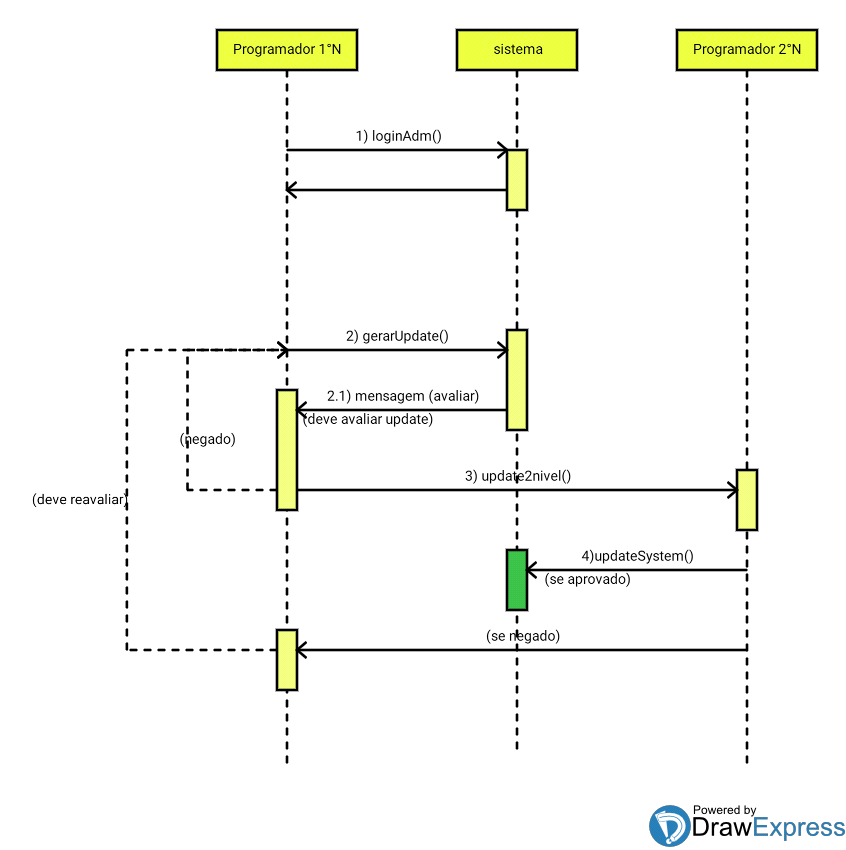 Programador 1°N
sistema
Programador 2°N
1) loginAdm()
2) gerarUpdate()
2.1) mensagem (avaliar)
(deve avaliar update)
(negado)
3) update2nivel()
(deve reavaliar)
4)updateSystem()
(se aprovado)
(se negado)
Powered by
DrawExpress